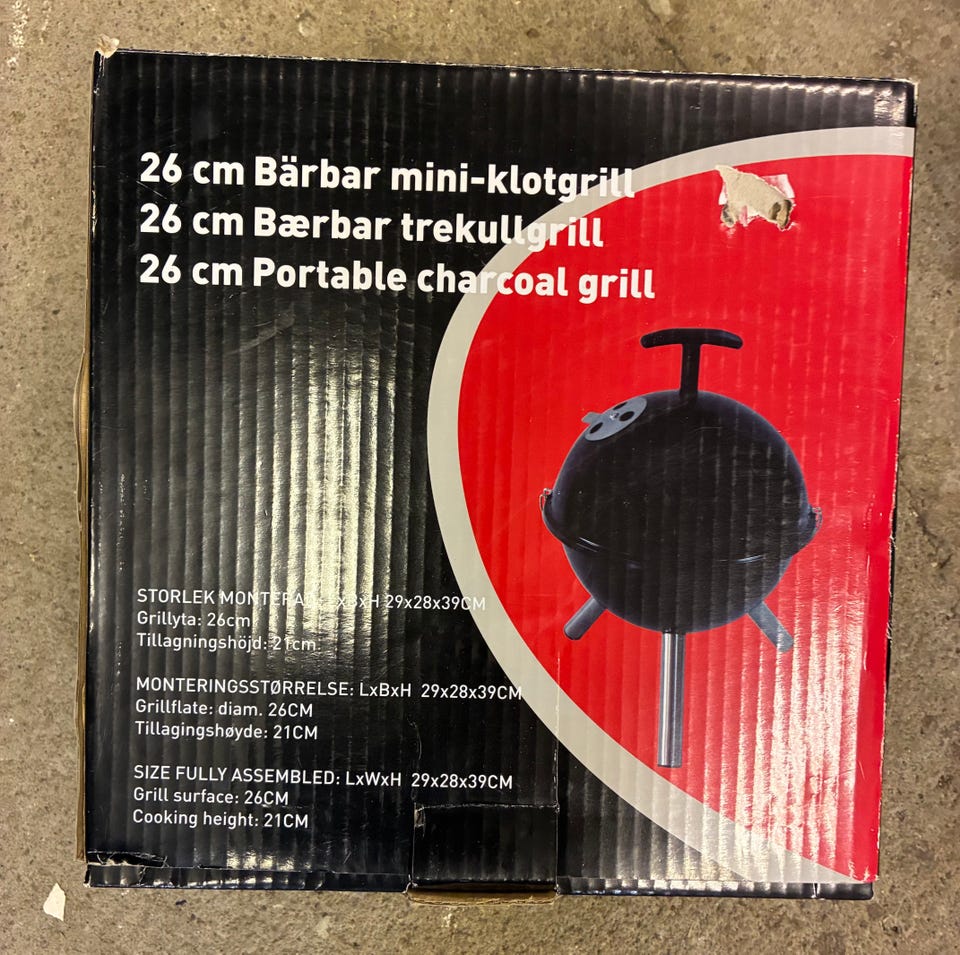 26 cm Bärbar mini-klotgrill
26 cm Bærbar trekullgrill
26 cm Portable charcoal grill
STORLEK MONTERAD: LxBxH 29x28x39CM
Grillyta: 26cm
Tillagningshöjd: 21cm.
MONTERINGSSTØRRELSE: LxBxH 29x28x39CM
Grillflate: diam. 26CM
Tillagingshøyde: 21CM
SIZE FULLY ASSEMBLED: LxWxH 29x28x39CM
Grill surface: 26CM
Cooking height: 21CM